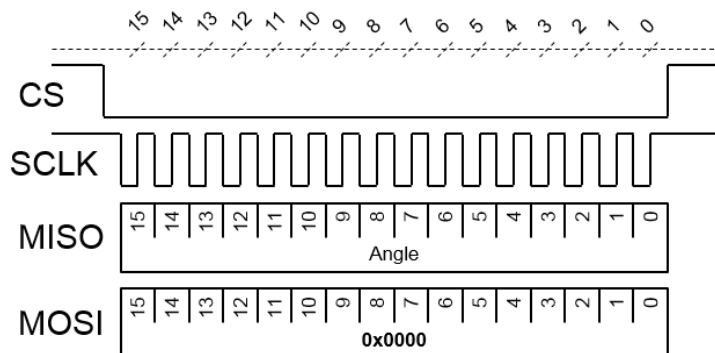 15 14 13 12 11 10 9 8 7 6 5 4 3 2 1 0
CS
SCLK
MISO 15 14 13 12 11 10 9 8 7 6 5 4 3 2 1 0
Angle
MOSI 15 14 13 12 11 10 9 8 7 6 5 4 3 2 1 0
0x0000